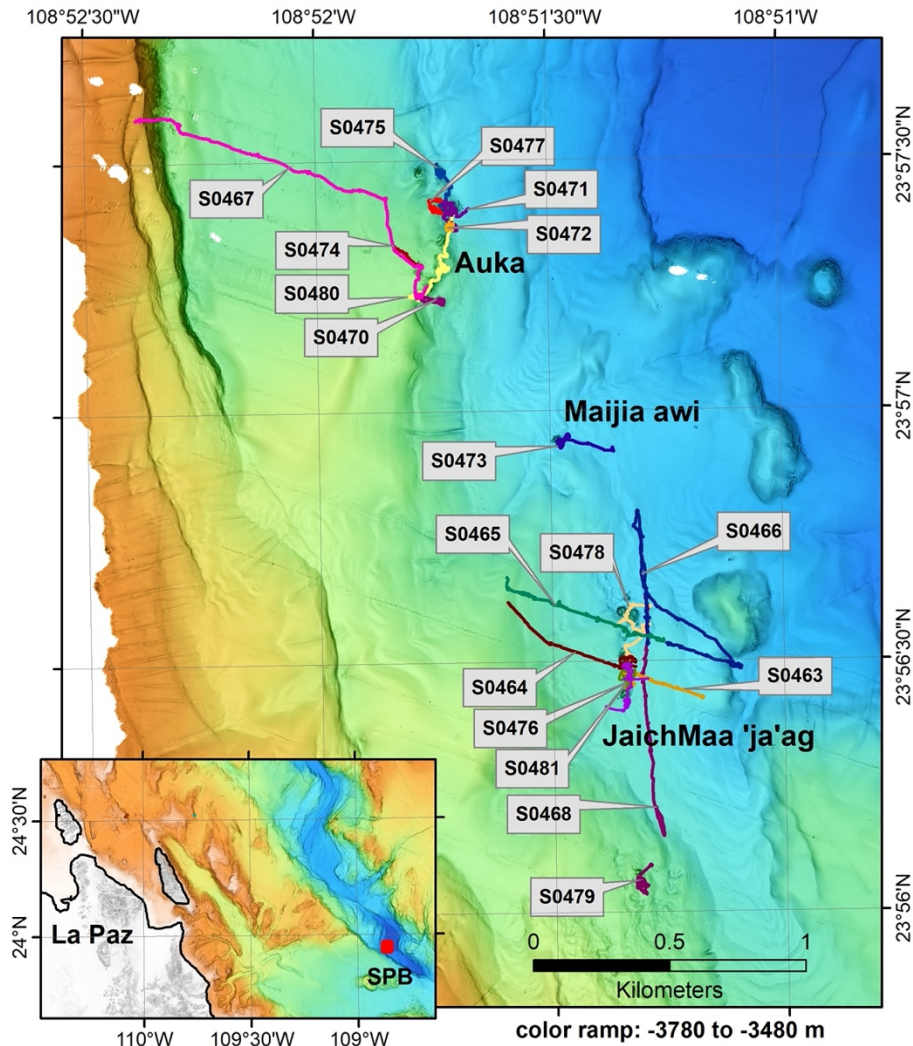 108°52'30"W
108°52'W
108°51'30"W
108°51'W
S0475
S0477
23°57'30"N
S0471
S0467
S0472
S0474
Auka
S0480
S0470
23°57'N
Maijia awi
S0473
S0465
S0466
S0478
23°56'30"N
S0464
S0463
S0476
JaichMaa 'ja'ag
S0481
24°30'N
S0468
S0479
23°56'N
24°N
La Paz
SPB
0 0.5 1
Kilometers
110°W
109°30'W
109°W
color ramp: -3780 to -3480 m